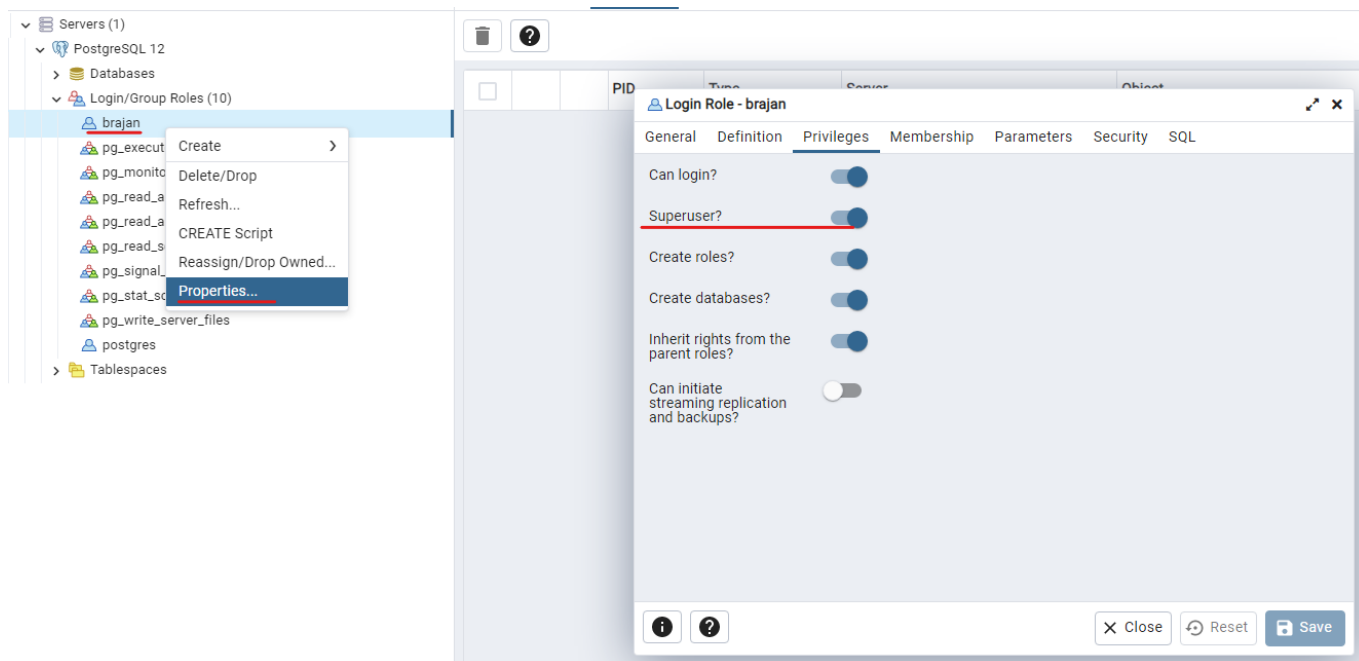 Servers (1)
PostgreSQL 12
Databases
Login/Group Roles (10)
brajan
pg_execut
pg_monito
pg_read_a
pg_read_a
pg_read_s
pg_signal_
pg_stat_sc
pg_write_server_files
postgres
Tablespaces
Create
Delete/Drop
Refresh...
CREATE Script
Reassign/Drop Owned...
Properties...
PID Type Server Object
Login Role - brajan
General Definition Privileges Membership Parameters Security SQL
Can login?
Superuser?
Create roles?
Create databases?
Inherit rights from the
parent roles?
Can initiate
streaming replication
and backups?
Close Reset Save